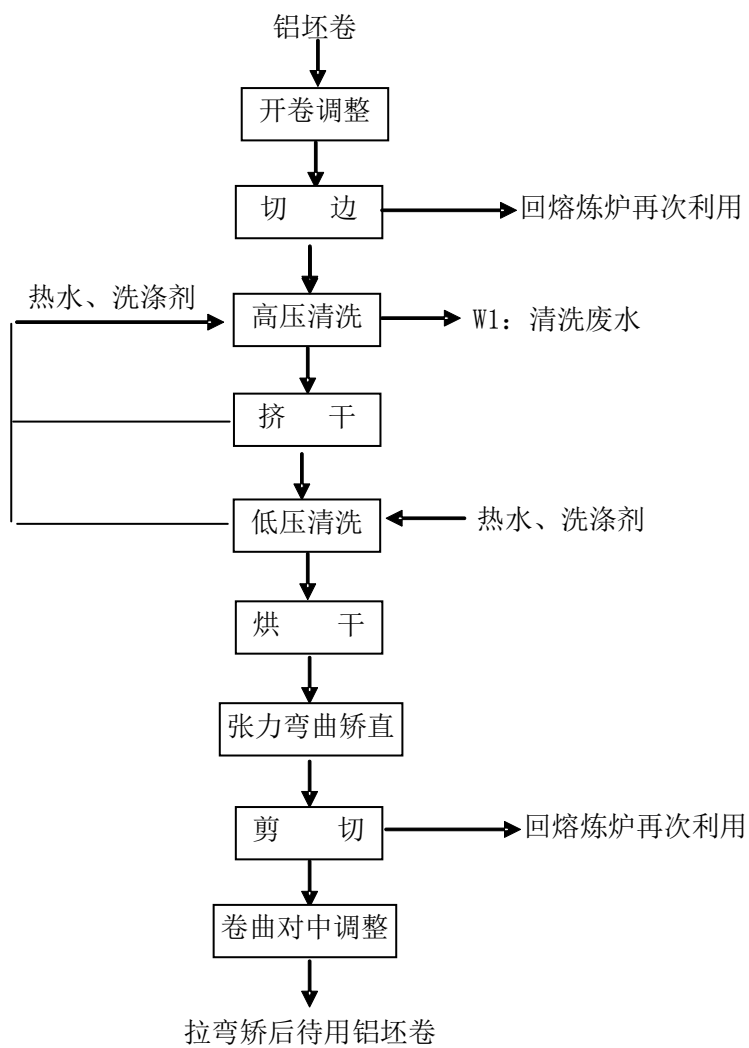 铝坯卷
开卷调整
切 边
回熔炼炉再次利用
热水、洗涤剂
高压清洗
W1: 清洗废水
挤 干
低压清洗
热水、洗涤剂
烘 干
张力弯曲矫直
剪 切
回熔炼炉再次利用
卷曲对中调整
拉弯矫后待用铝坯卷